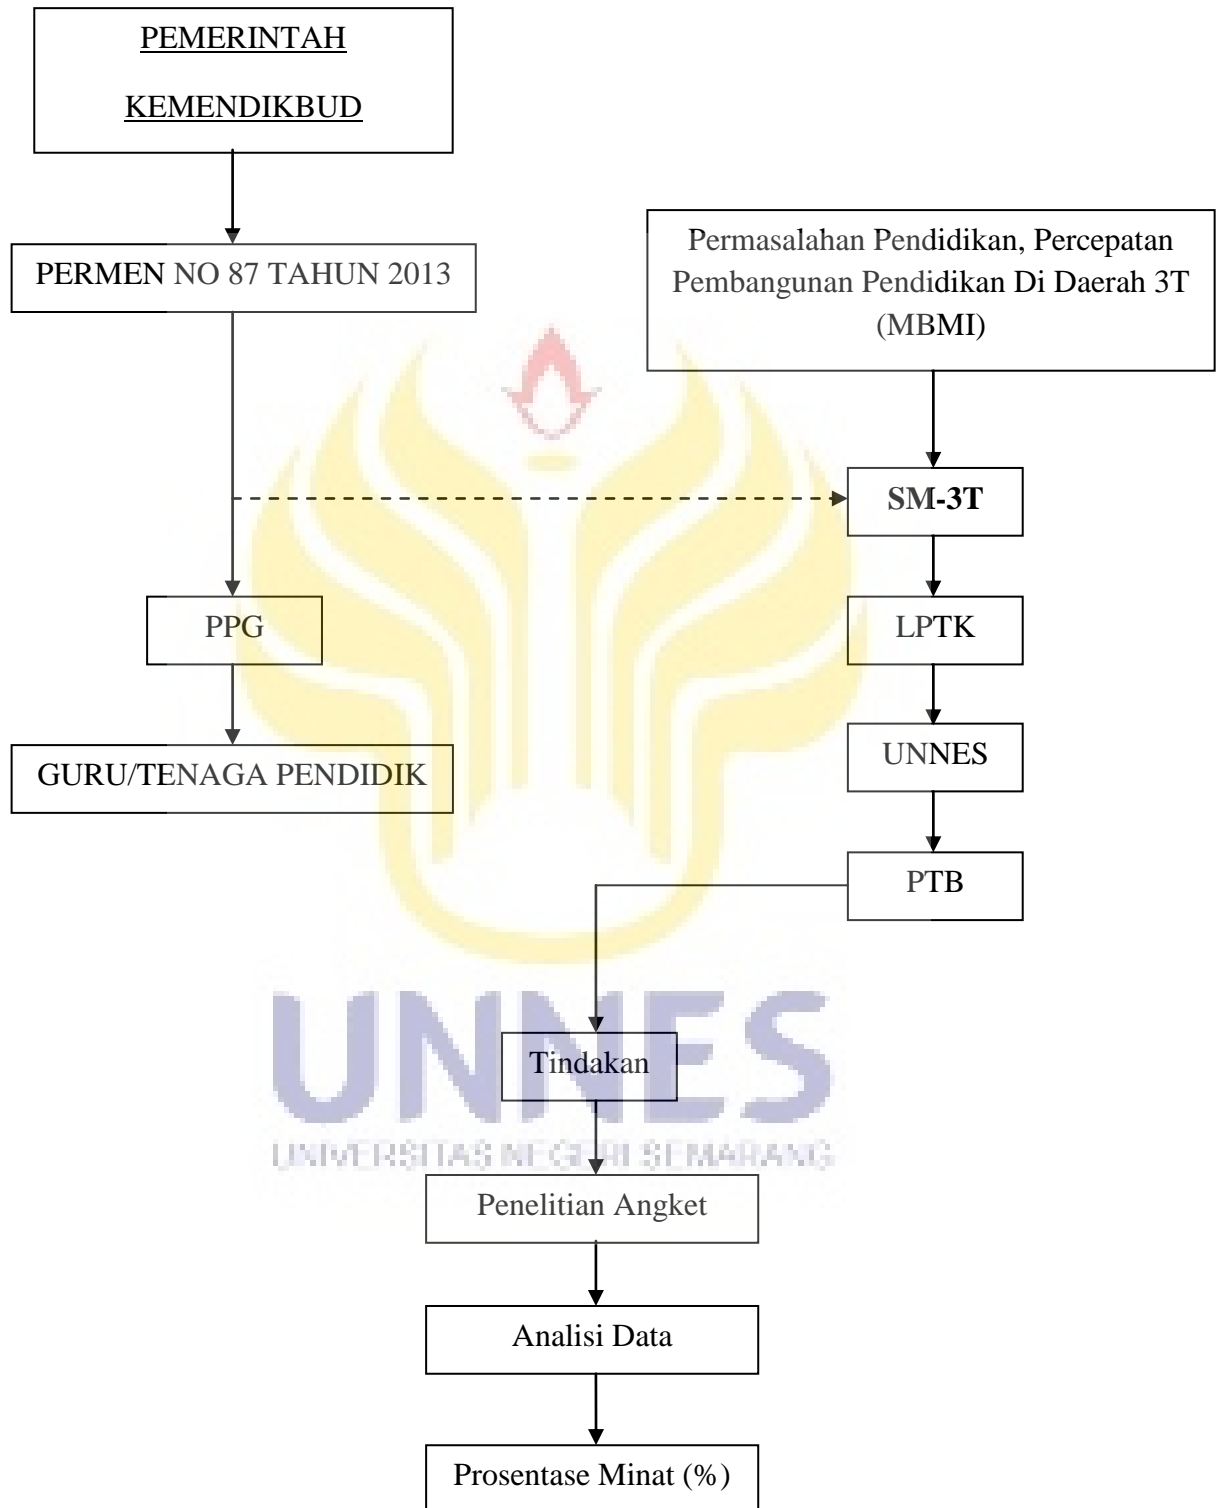 PEMERINTAH
KEMENDIKBUD
PERMEN NO 87 TAHUN 2013
Permasalahan Pendidikan, Percepatan
Pembangunan Pendidikan Di Daerah 3T
(MBMI)
SM-3T
PPG
LPTK
GURU/TENAGA PENDIDIK
UNNES
PTB
UNNES
Tindakan
UNIVERSITAS NEGERI SEMARANG
Penelitian Angket
Analisi Data
Prosentase Minat (%)